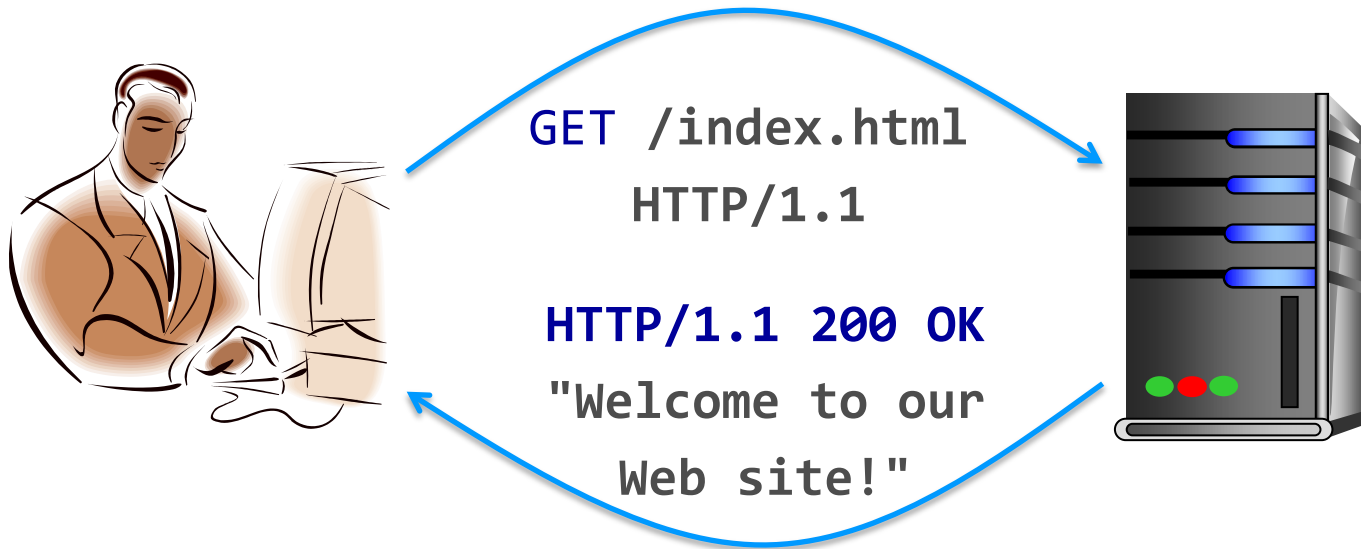 GET /index.html
HTTP/1.1
HTTP/1.1 200 OK
"Welcome to our
Web site!"